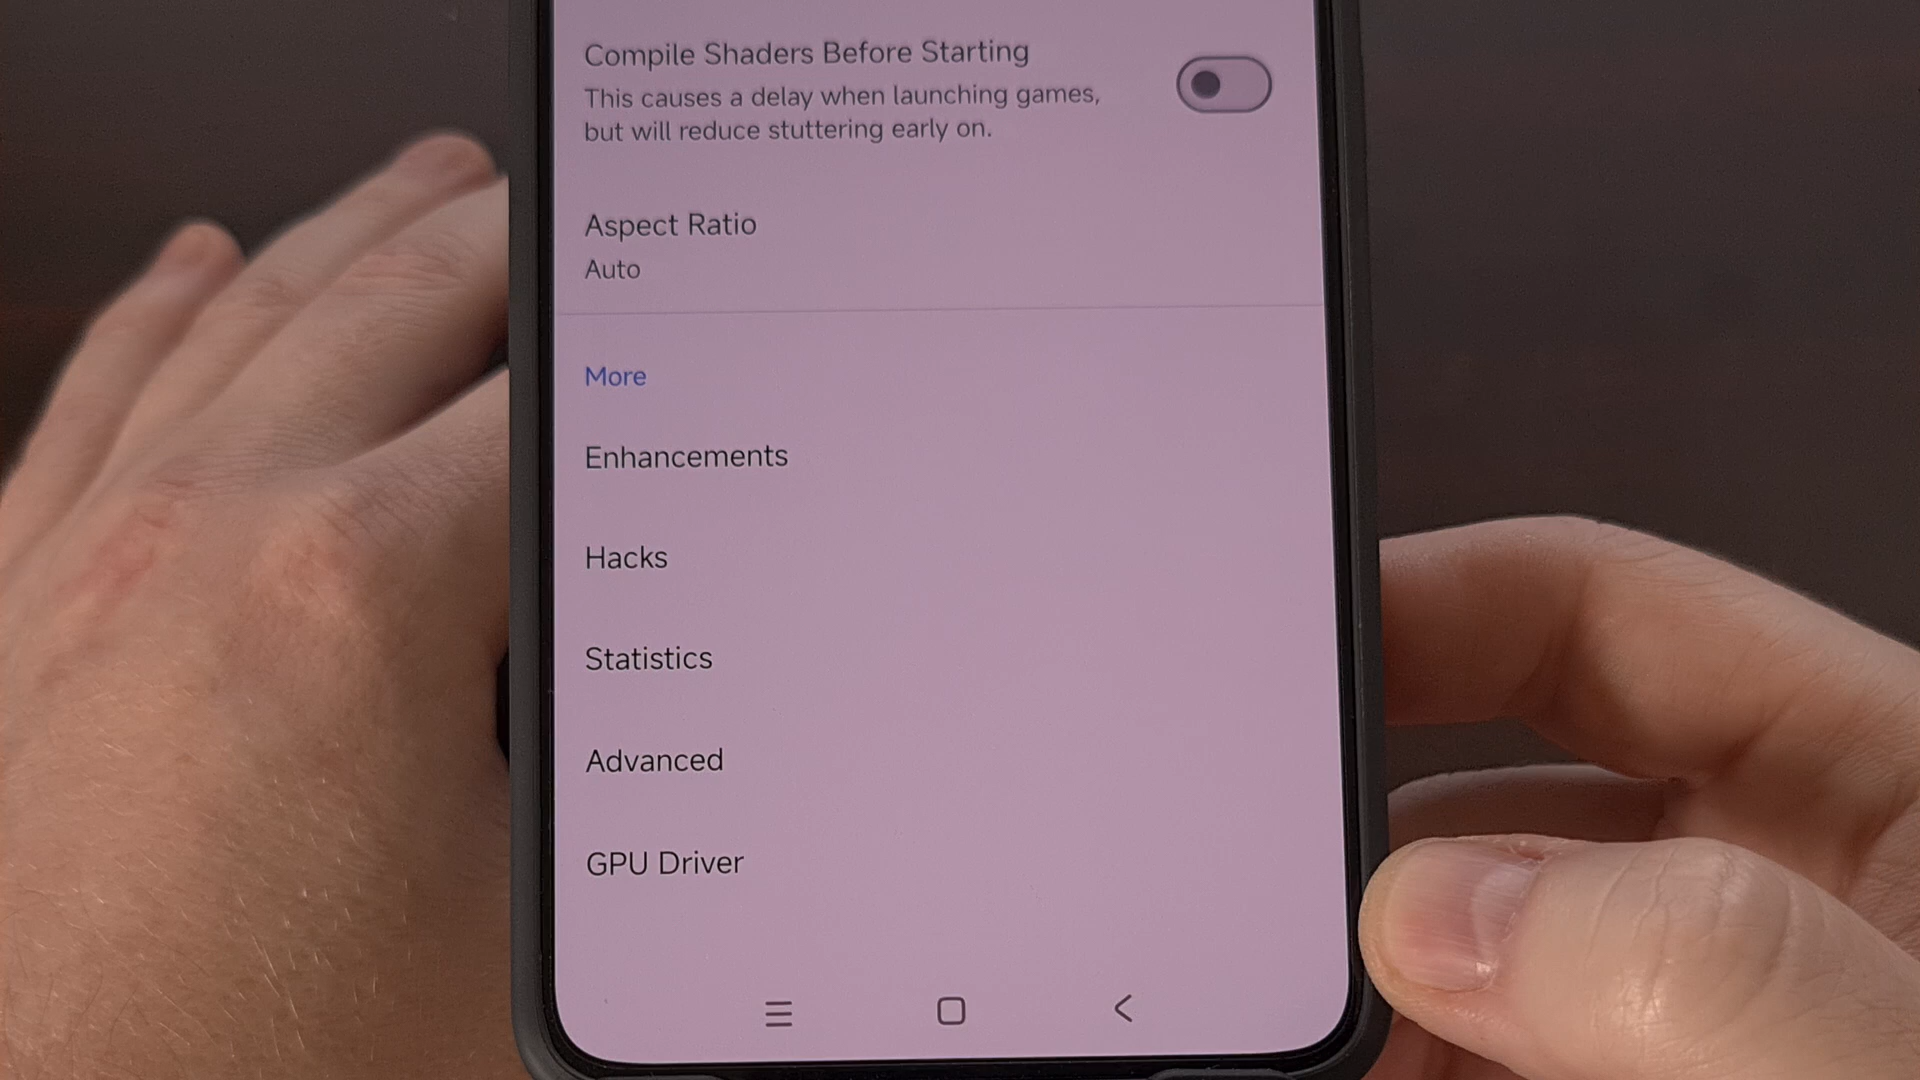 Compile Shaders Before Starting
This causes a delay when launching games,
but will reduce stuttering early on.
Aspect Ratio
Auto
More
Enhancements
Hacks
Statistics
Advanced
GPU Driver